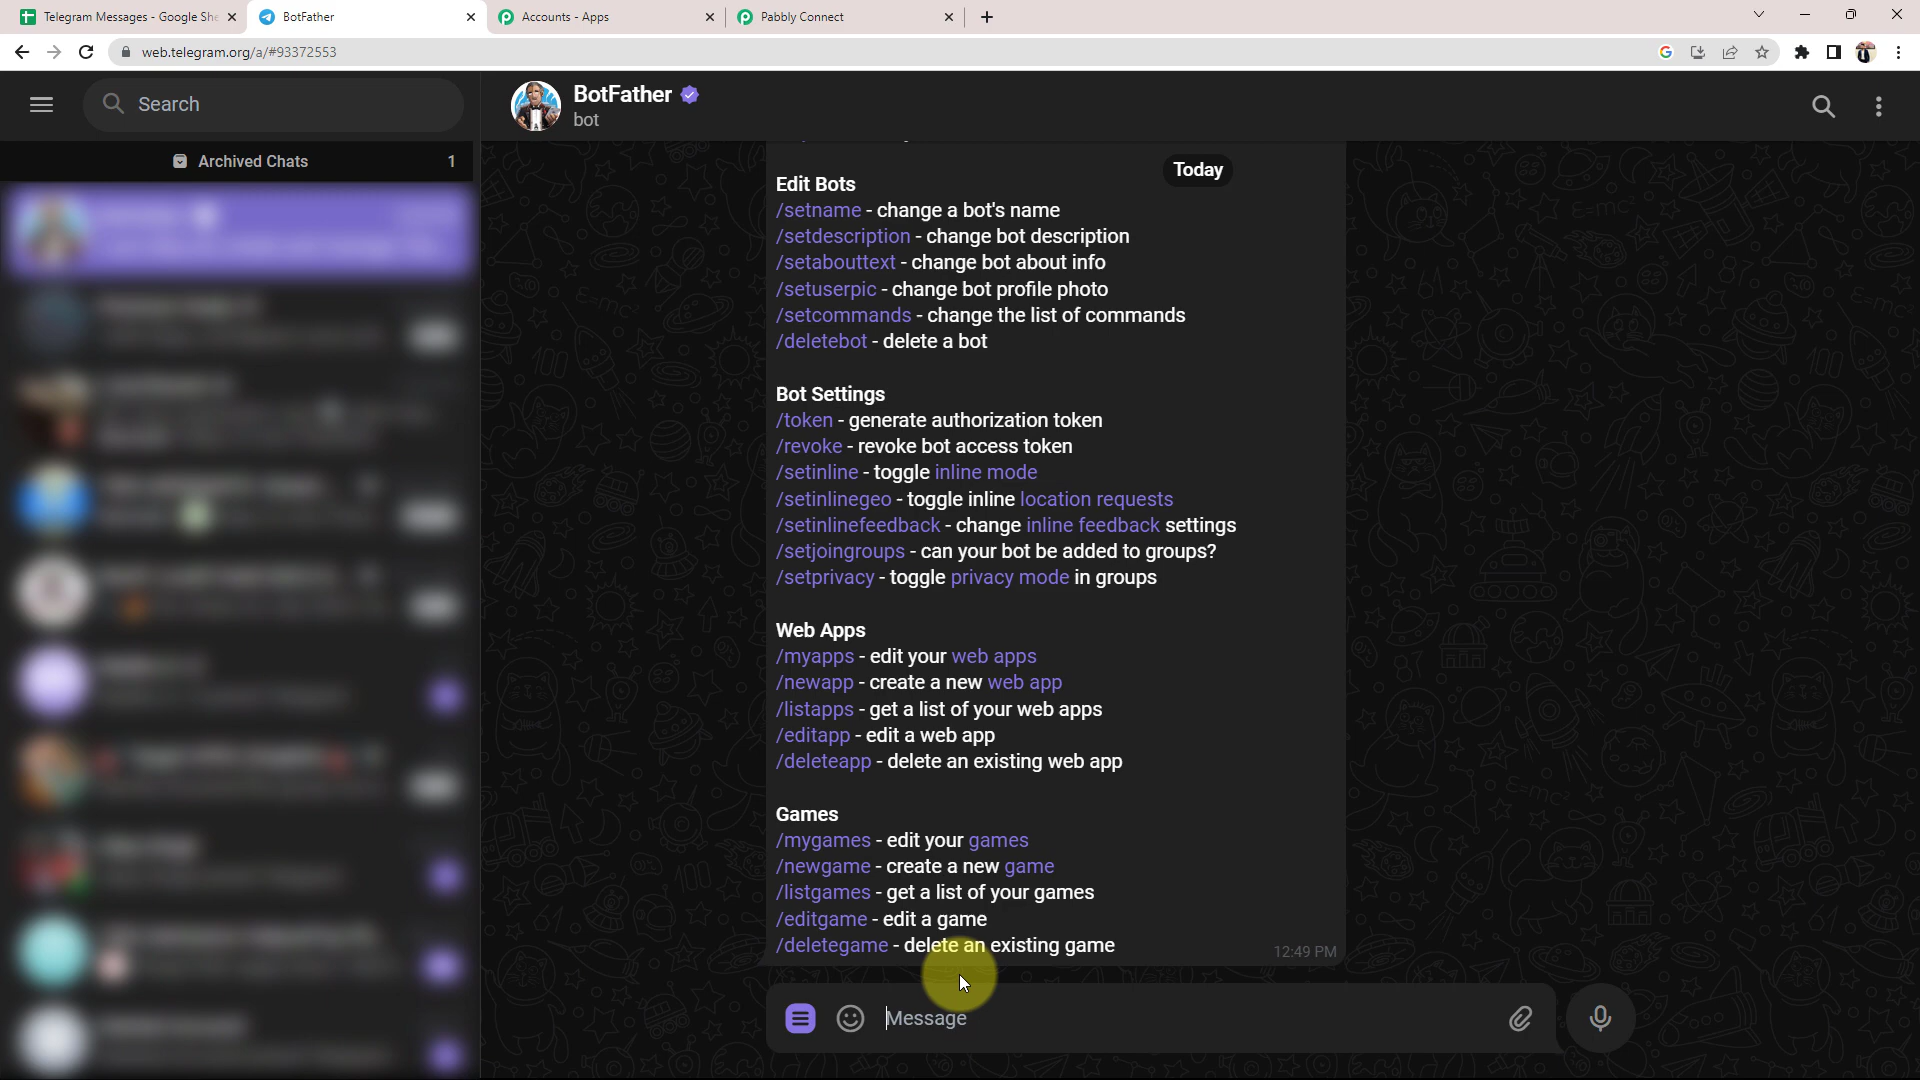 Telegram Messages - Google She
BotFather
Accounts - Apps
Pabbly Connect
web.telegram.org/a/#93372553
Search
BotFather
bot
Archived Chats
1
Today
Edit Bots
/setname - change a bot's name
/setdescription - change bot description
/setabouttext - change bot about info
/setuserpic - change bot profile photo
/setcommands - change the list of commands
/deletebot - delete a bot
Bot Settings
/token - generate authorization token
/revoke - revoke bot access token
/setinline - toggle inline mode
/setinlinegeo - toggle inline location requests
/setinlinefeedback - change inline feedback settings
/setjoingroups - can your bot be added to groups?
/setprivacy - toggle privacy mode in groups
Web Apps
/myapps - edit your web apps
/newapp - create a new web app
/listapps - get a list of your web apps
/editapp - edit a web app
/deleteapp - delete an existing web app
Games
/mygames - edit your games
/newgame - create a new game
/listgames - get a list of your games
/editgame - edit a game
/deletegame - delete an existing game
12:49 PM
Message